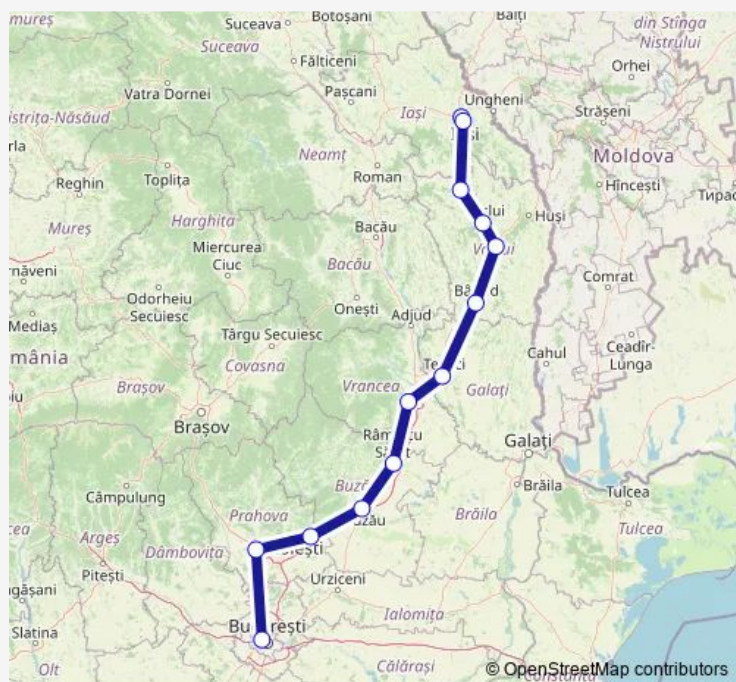 mureș
Suceava
Botoșani
Bălți
din Stînga
Nistrului
Suceava
Fălticeni
Orhei
Vatra Dornei
Pașcani
Iași
Ungheni
Strășeni
Moldova
Neamț
Roman
Hîncești
Reghin
Toplița
Huși
Mureș
Harghita
Bacău
Miercurea
Ciuc
Bacău
Comrat
Odorheiu
Secuiesc
Onești
Adjud
Mediaș
Târgu Secuiesc
Covasna
Cahul
Ceadîr-
Lunga
Vrancea
Galați
Brașov
Brașov
Galați
Câmpulung
Brăila
Tulcea
Prahova
Argeș
Dâmbovița
Brăila
Tulcea
Pitești
Urziceni
Ialomița
Slatina
Olt
Călărași
Constanța
© OpenStreetMap contributors